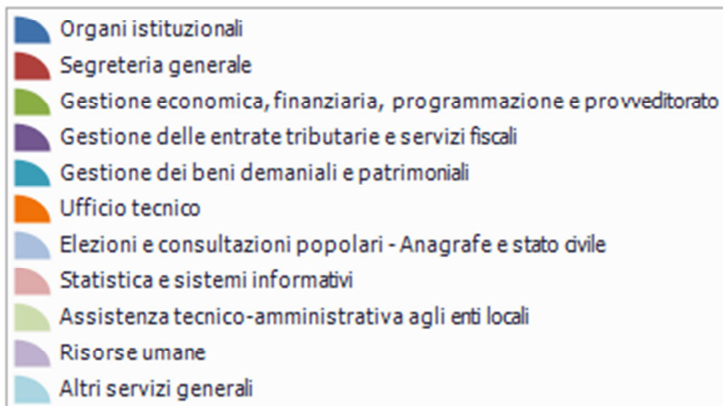 Organi istituzionali
Segreteria generale
Gestione economica, finanziaria, programmazione e provveditorato
Gestione delle entrate tributarie e servizi fiscali
Gestione dei beni demaniali e patrimoniali
Ufficio tecnico
Elezioni e consultazioni popolari - Anagrafe e stato civile
Statistica e sistemi informativi
Assistenza tecnico-amministrativa agli enti locali
Risorse umane
Altri servizi generali